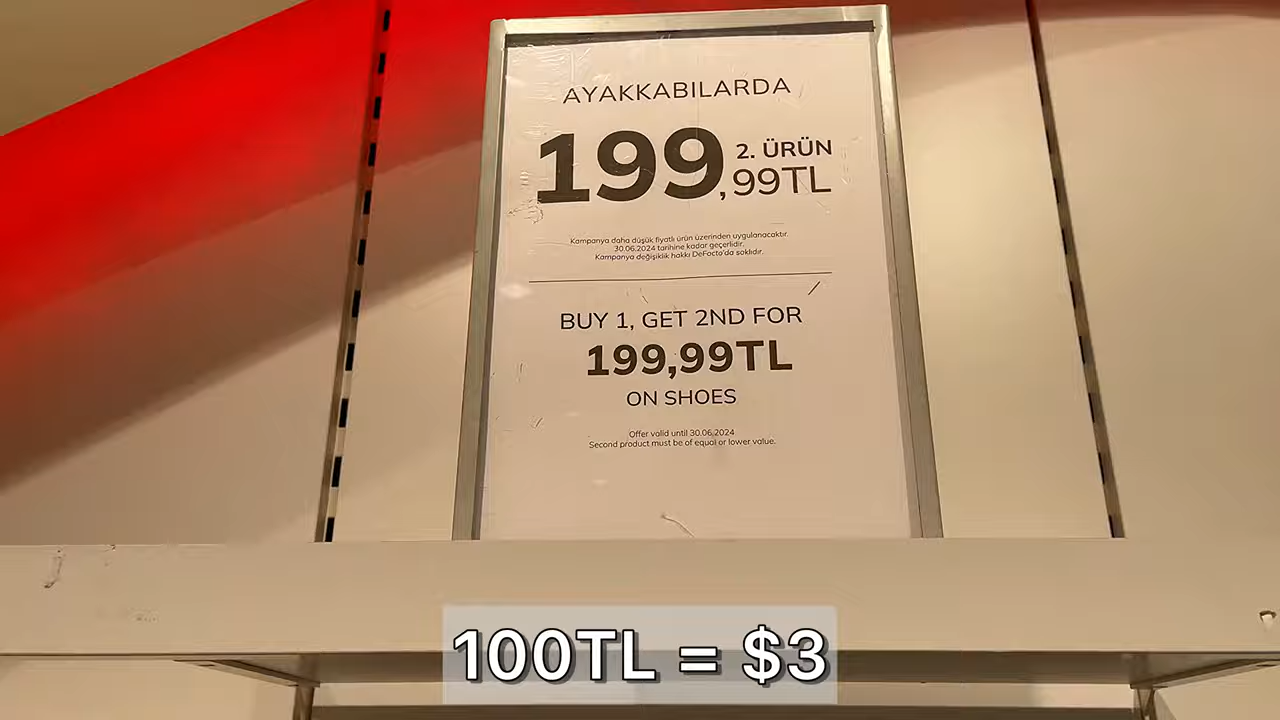 AYAKKABILARDA
199,99TL 2. ÜRÜN
Kampanya daha düşük fiyatlı ürün üzerinden uygulanacaktır.
30.06.2024 tarihine kadar geçerlidir.
Kampanya değişiklik hakkı DeFacto'da saklıdır.
BUY 1, GET 2ND FOR
199,99TL
ON SHOES
Offer valid until 30.06.2024
Second product must be of equal or lower value.
100TL = $3